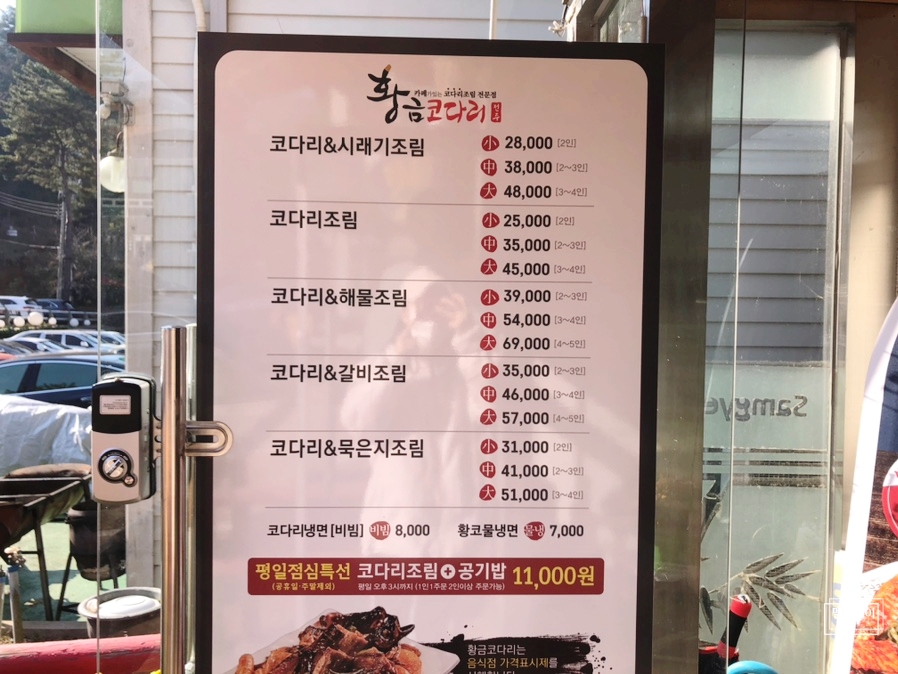 황금코다리
카페가있는 코다리조림 전문점
코다리&시래기조림
小 28,000 [2인]
中 38,000 [2~3인]
大 48,000 [3~4인]
코다리조림
小 25,000 [2인]
中 35,000 [2~3인]
大 45,000 [3~4인]
코다리&해물조림
小 39,000 [2~3인]
中 54,000 [3~4인]
大 69,000 [4~5인]
코다리&갈비조림
小 35,000 [2~3인]
中 46,000 [3~4인]
大 57,000 [4~5인]
코다리&묵은지조림
小 31,000 [2인]
中 41,000 [2~3인]
大 51,000 [3~4인]
코다리냉면[비빔] 비빔 8,000 황코물냉면 물냉 7,000
평일점심특선 코다리조림+공기밥 11,000원
(공휴일·주말제외) 평일 오후 3시까지 (1인 1주문 2인이상 주문가능)
황금코다리는
음식점 가격표시제를
Samgye